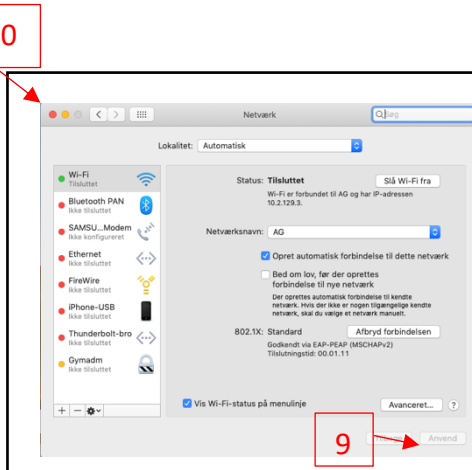 0
Netværk
Søg
Lokalitet: Automatisk
Wi-Fi
Tilsluttet
Bluetooth PAN
Ikke tilsluttet
SAMSU...Modem
Ikke konfigureret
Ethernet
Ikke tilsluttet
FireWire
Ikke tilsluttet
iPhone-USB
Ikke tilsluttet
Thunderbolt-bro
Ikke tilsluttet
Gymadm
Ikke tilsluttet
Status: Tilsluttet
Slå Wi-Fi fra
Wi-Fi er forbundet til AG og har IP-adressen
10.2.129.3.
Netværksnavn: AG
Opret automatisk forbindelse til dette netværk
Bed om lov, før der oprettes
forbindelse til nye netværk
Der oprettes automatisk forbindelse til kendte
netværk. Hvis der ikke er nogen tilgængelige kendte
netværk, skal du vælge et netværk manuelt.
802.1X: Standard
Afbryd forbindelsen
Godkendt via EAP-PEAP (MSCHAPv2)
Tilslutningstid: 00.01.11
Vis Wi-Fi-status på menulinje
Avanceret...
?
9
Anvend